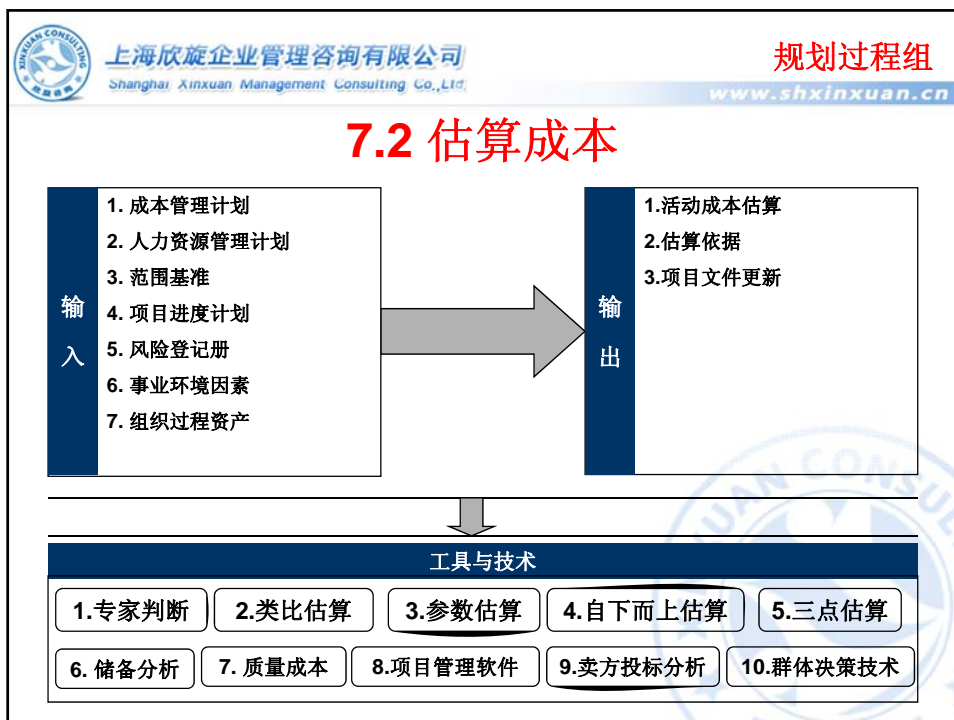 上海欣旋企业管理咨询有限公司
Shanghai Xinxuan Management Consulting Co.,Ltd.
规划过程组
www.shxinxuan.cn
7.2 估算成本
输入
1. 成本管理计划
2. 人力资源管理计划
3. 范围基准
4. 项目进度计划
5. 风险登记册
6. 事业环境因素
7. 组织过程资产
输出
1.活动成本估算
2.估算依据
3.项目文件更新
工具与技术
1.专家判断 2.类比估算 3.参数估算 4.自下而上估算 5.三点估算
6. 储备分析 7. 质量成本 8.项目管理软件 9.卖方投标分析 10.群体决策技术